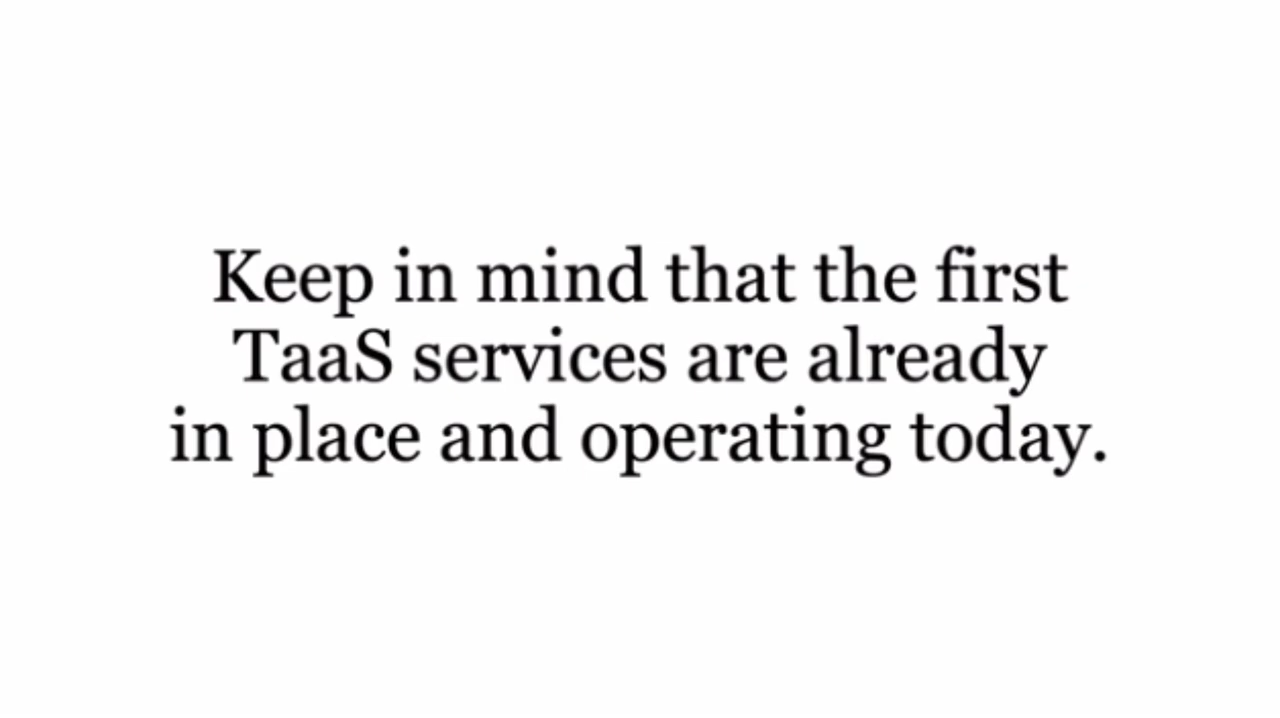 Keep in mind that the first
TaaS services are already
in place and operating today.